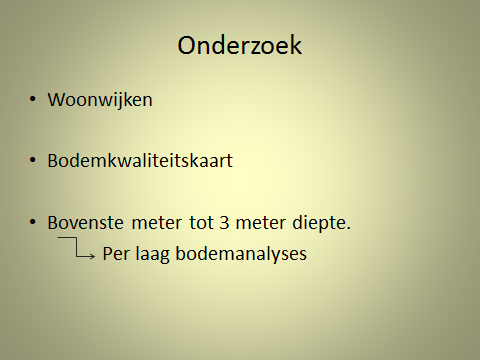 Onderzoek
• Woonwijken
• Bodemkwaliteitskaart
• Bovenste meter tot 3 meter diepte.
Per laag bodemanalyses